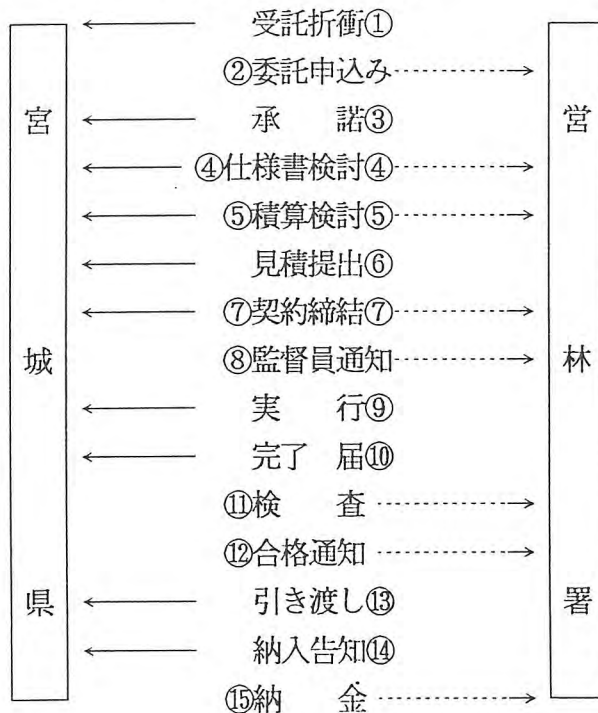 受託折衝①
②委託申込み
承　諾③
④仕様書検討④
⑤積算検討⑤
見積提出⑥
⑦契約締結⑦
⑧監督員通知
実　行⑨
完了　届⑩
⑪検　査
⑫合格通知
引き渡し⑬
納入告知⑭
⑮納　金
宮城県
営林署